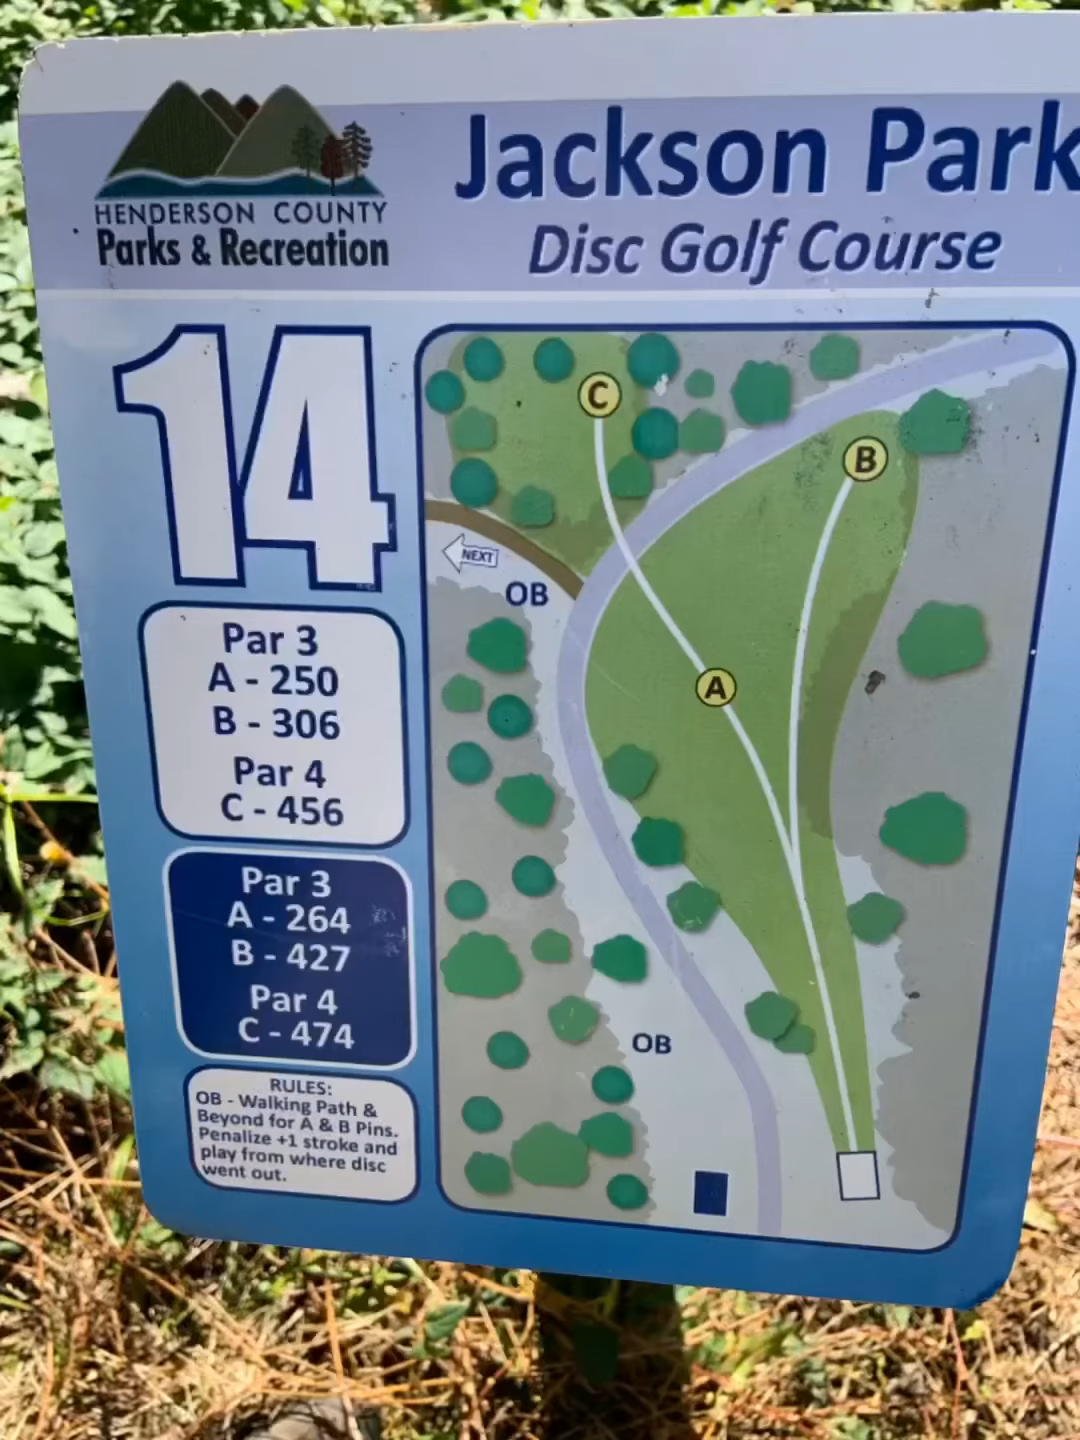 HENDERSON COUNTY
Parks & Recreation
Jackson Park
Disc Golf Course
14
Par 3
A - 250
B - 306
Par 4
C - 456
Par 3
A - 264
B - 427
Par 4
C - 474
RULES:
OB - Walking Path &
Beyond for A & B Pins.
Penalize +1 stroke and
play from where disc
went out.
C
B
NEXT
OB
A
OB